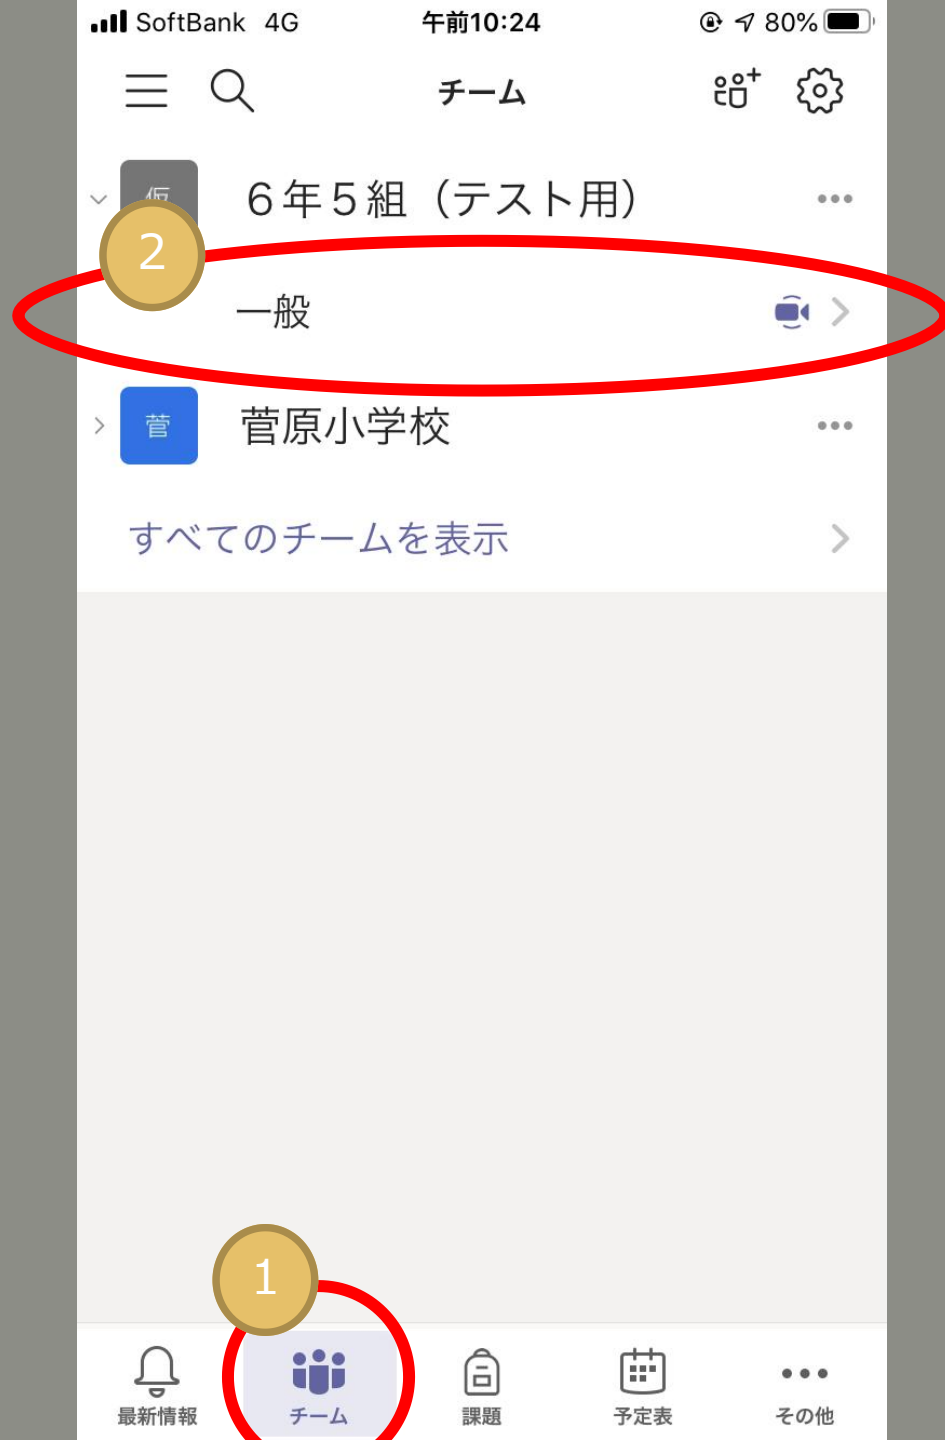 SoftBank 4G 午前10:24 80%
チーム
仮 ６年５組（テスト用）
2
一般
菅 菅原小学校
すべてのチームを表示
1
最新情報 チーム 課題 予定表 その他